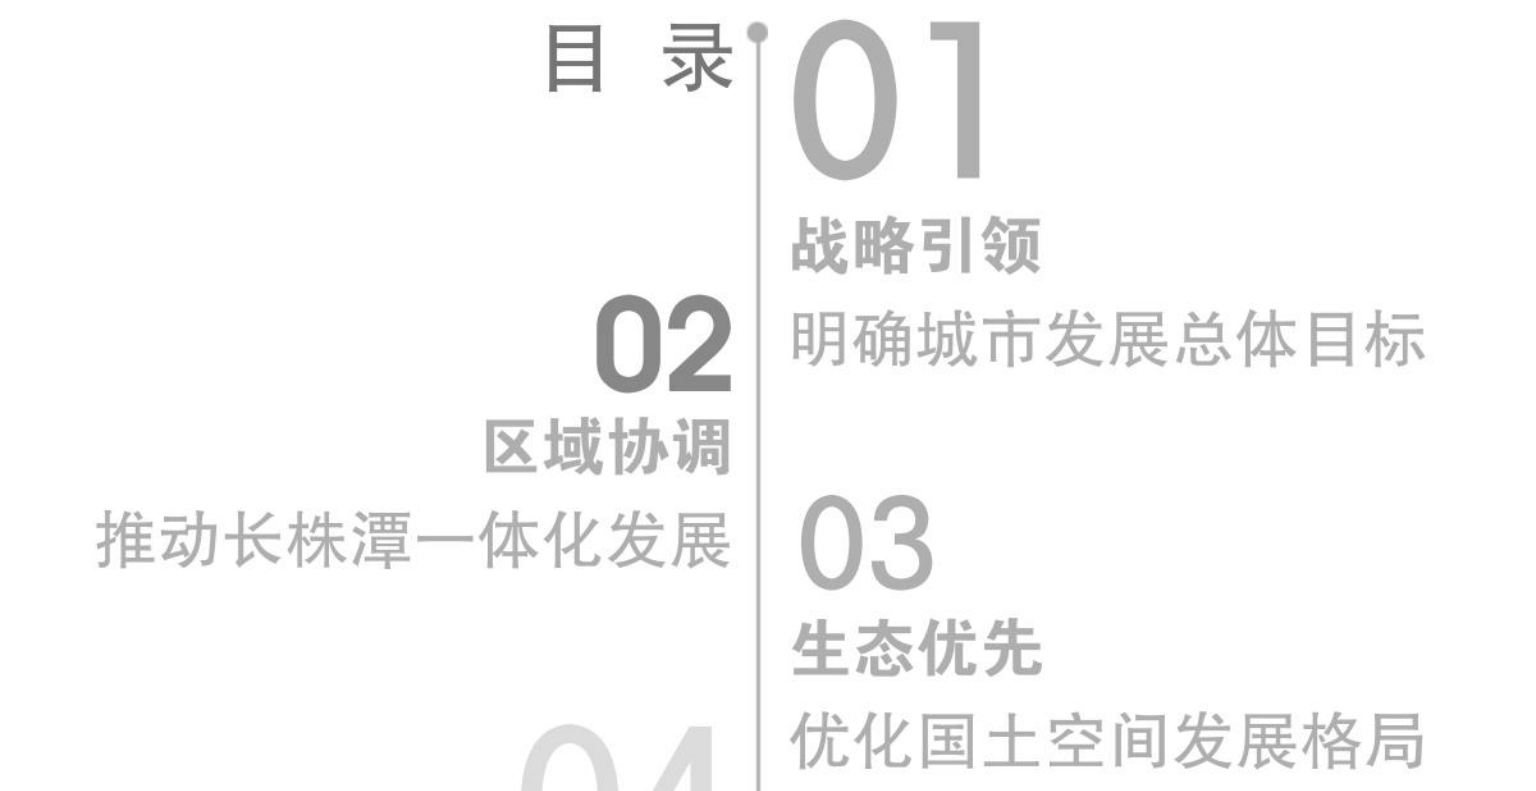 目 录
01
战略引领
明确城市发展总体目标
02
区域协调
推动长株潭一体化发展
03
生态优先
优化国土空间发展格局
04